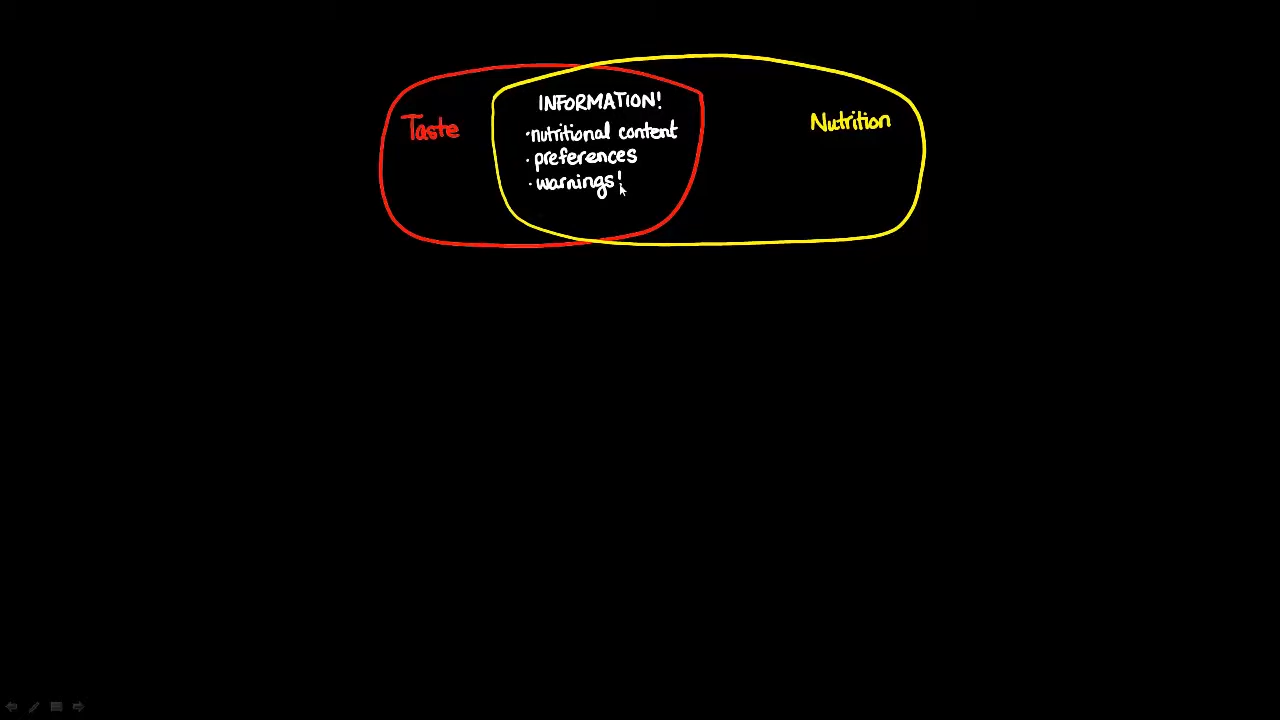 INFORMATION!
Taste
·nutritional content
Nutrition
·preferences
·warnings!